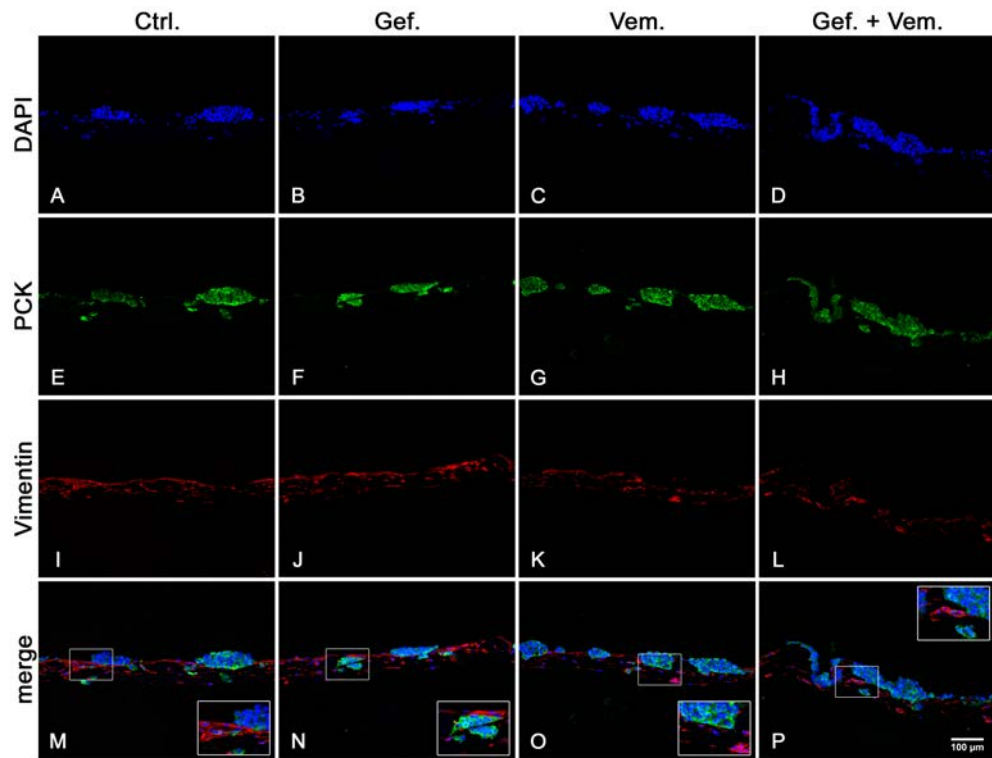 Ctrl. Gef. Vem. Gef. + Vem.
DAPI
A B C D
PCK
E F G H
Vimentin
I J K L
merge
M N O P
100 µm